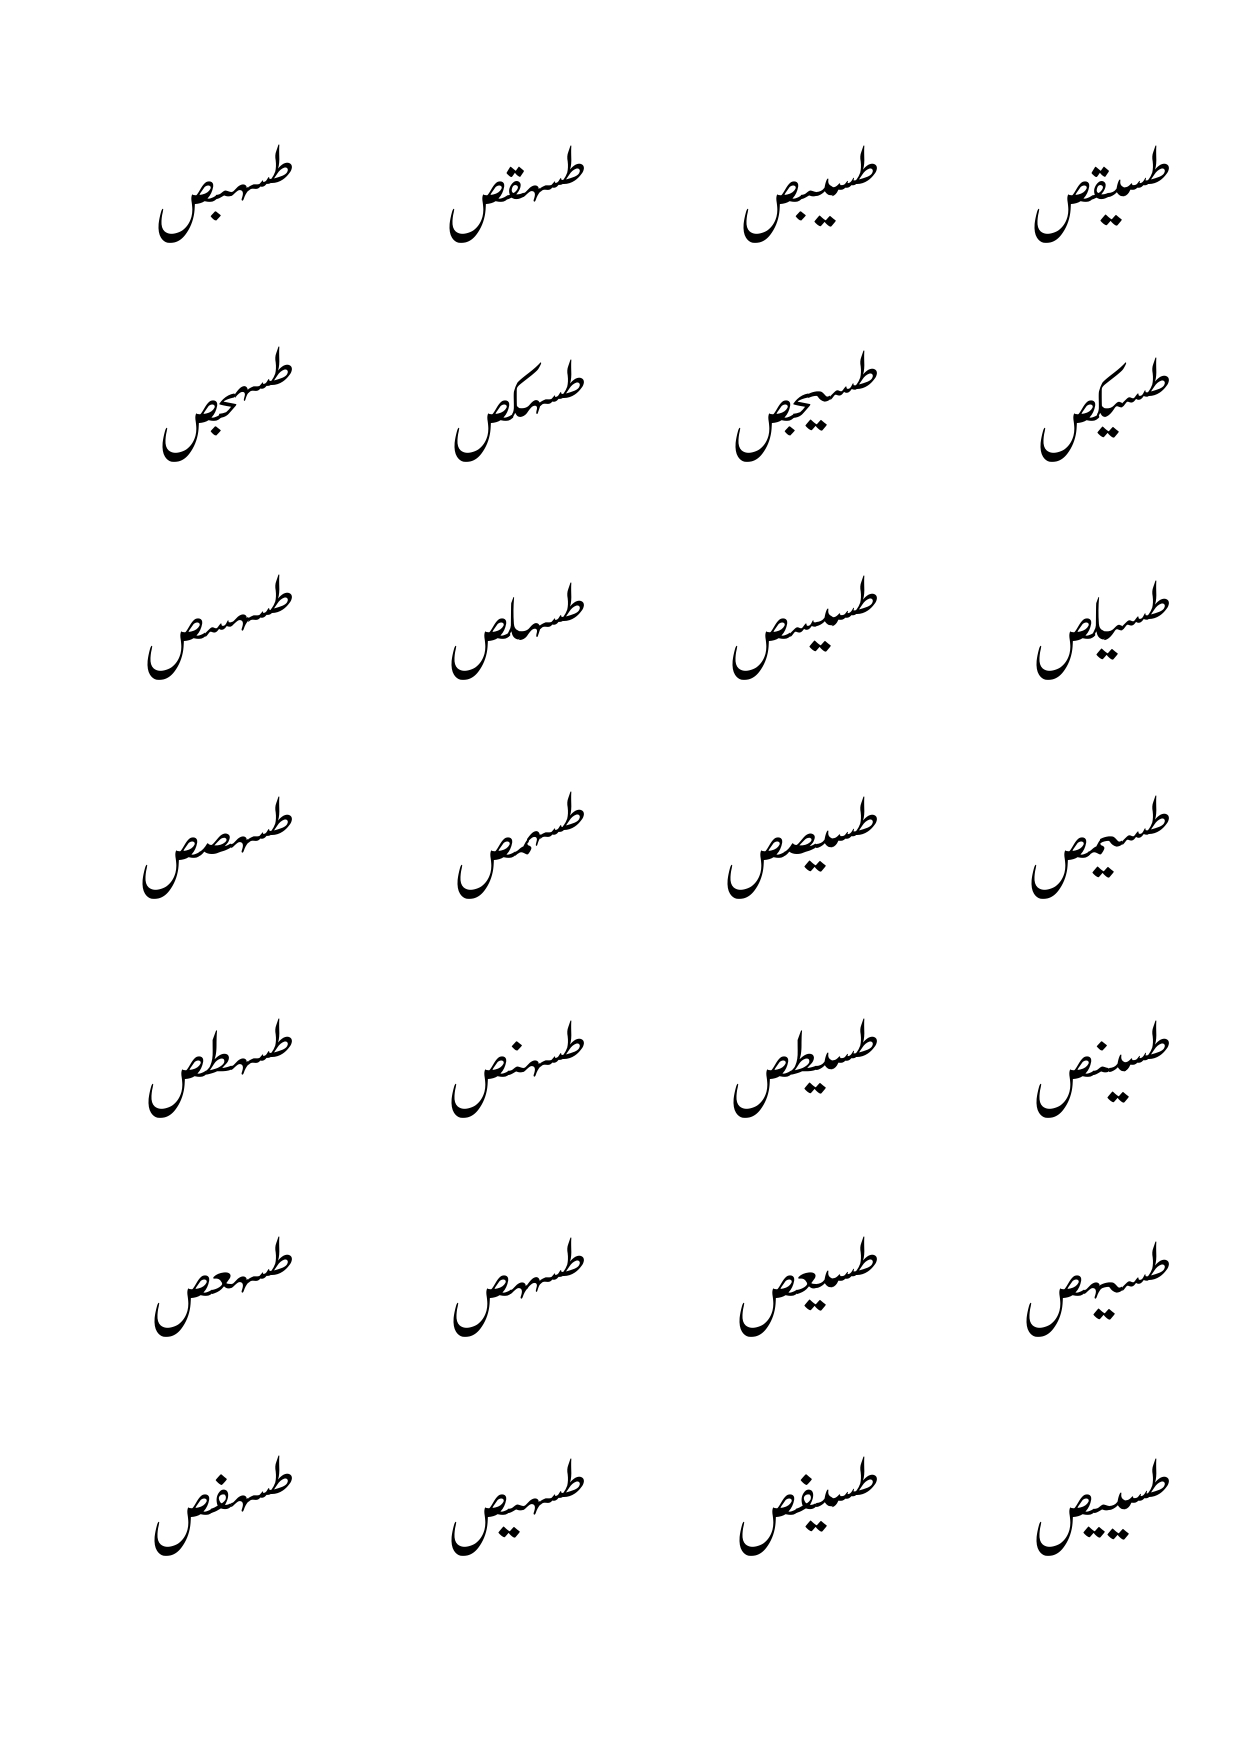 طسيقص طسيبص طسهقص طسهبص
طسيكص طسيجص طسهكص طسهجص
طسيلص طسيسص طسهلص طسهسص
طسيمص طسيصص طسهمص طسهصص
طسينص طسيطص طسهنص طسهطص
طسيهص طسيعص طسههص طسهعص
طسييص طسيفص طسهيص طسهفص